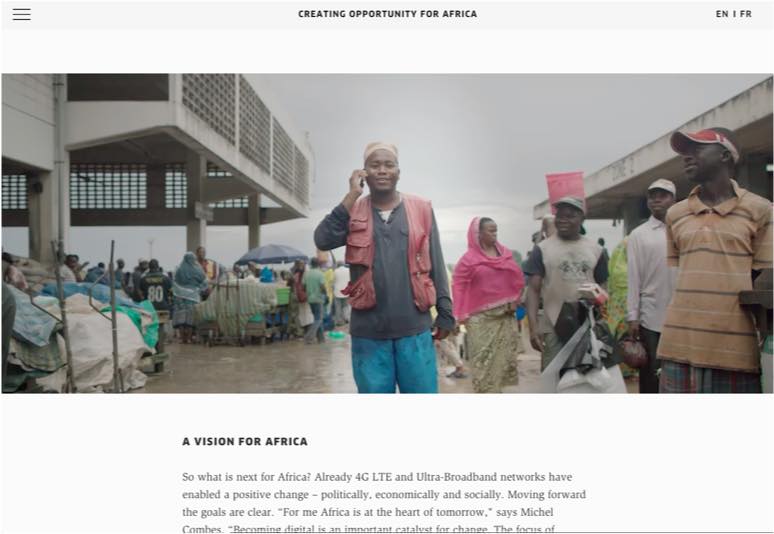 CREATING OPPORTUNITY FOR AFRICA
EN I FR
80
ZONE 2
A VISION FOR AFRICA
So what is next for Africa? Already 4G LTE and Ultra-Broadband networks have
enabled a positive change – politically, economically and socially. Moving forward
the goals are clear. “For me Africa is at the heart of tomorrow,” says Michel
Combes. “Becoming digital is an important catalyst for change. The focus of